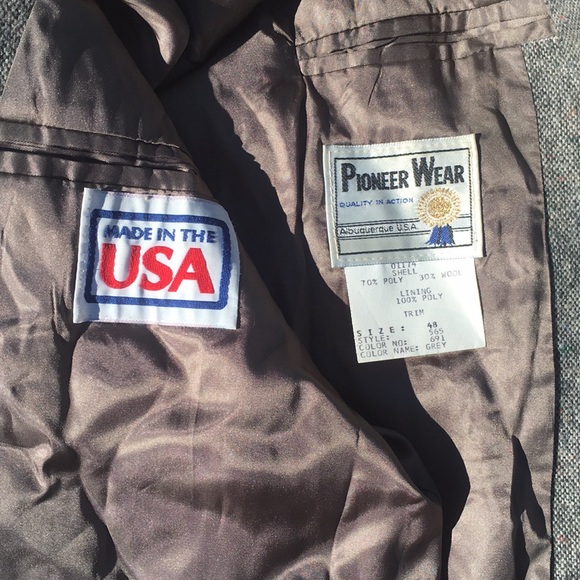 MADE IN THE
USA
PIONEER WEAR
QUALITY IN ACTION
Albuquerque U.S.A.
01174
SHELL
70% POLY 30% WOOL
LINING
100% POLY
TRIM
SIZE: 48
STYLE: 565
COLOR NO: 691
COLOR NAME: GREY